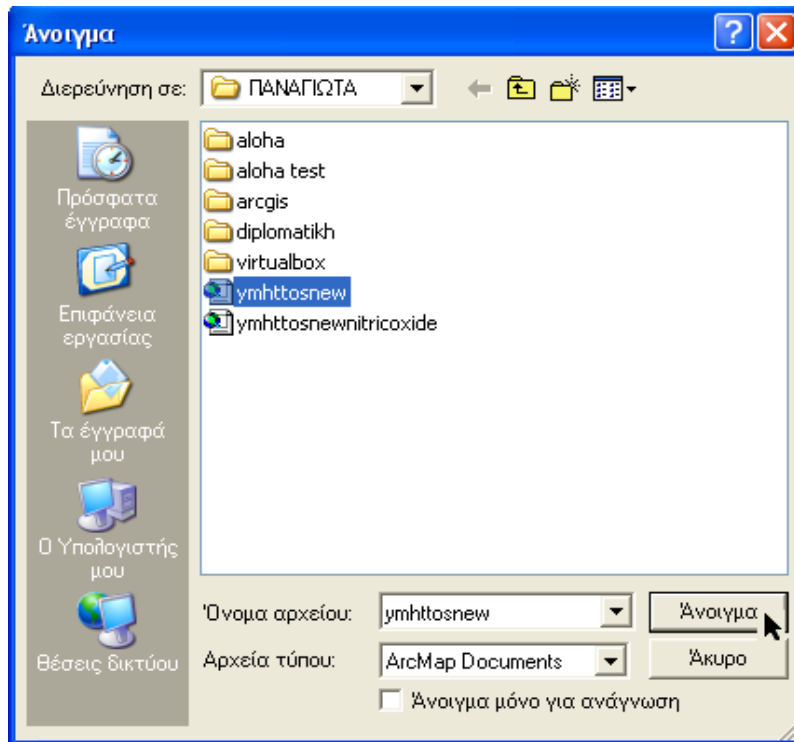 Άνοιγμα
Διερεύνηση σε: ΠΑΝΑΓΙΩΤΑ
Πρόσφατα
έγγραφα
Επιφάνεια
εργασίας
Τα έγγραφά
μου
Ο Υπολογιστής
μου
Θέσεις δικτύου
aloha
aloha test
arcgis
diplomatikh
virtualbox
ymhttosnew
ymhttosnewnitricoxide
Όνομα αρχείου: ymhttosnew Άνοιγμα
Αρχεία τύπου: ArcMap Documents Άκυρο
Άνοιγμα μόνο για ανάγνωση